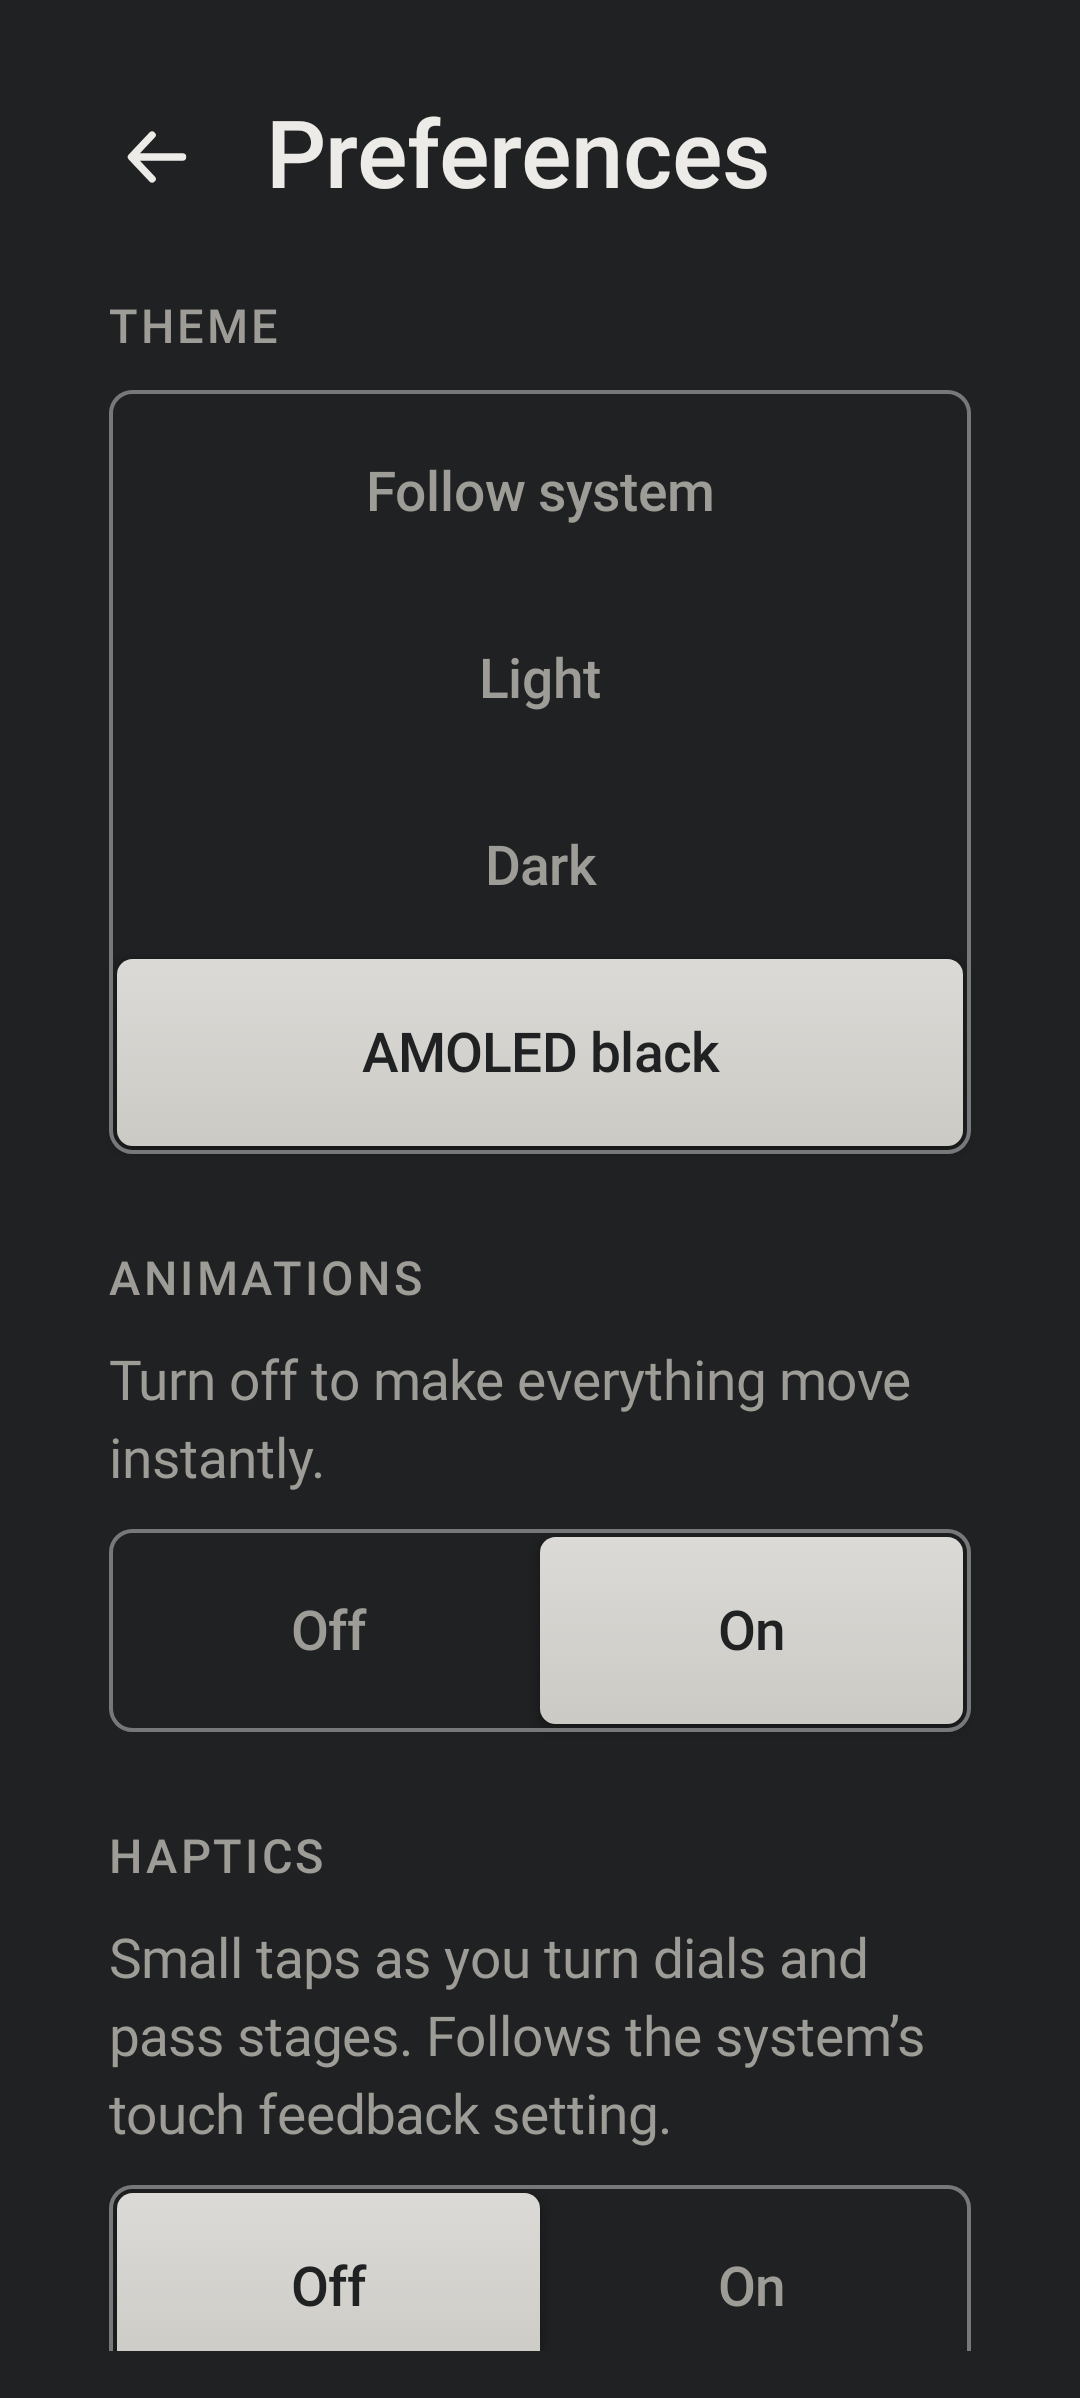 Preferences
THEME
Follow system
Light
Dark
AMOLED black
ANIMATIONS
Turn off to make everything move
instantly.
Off On
HAPTICS
Small taps as you turn dials and
pass stages. Follows the system’s
touch feedback setting.
Off On